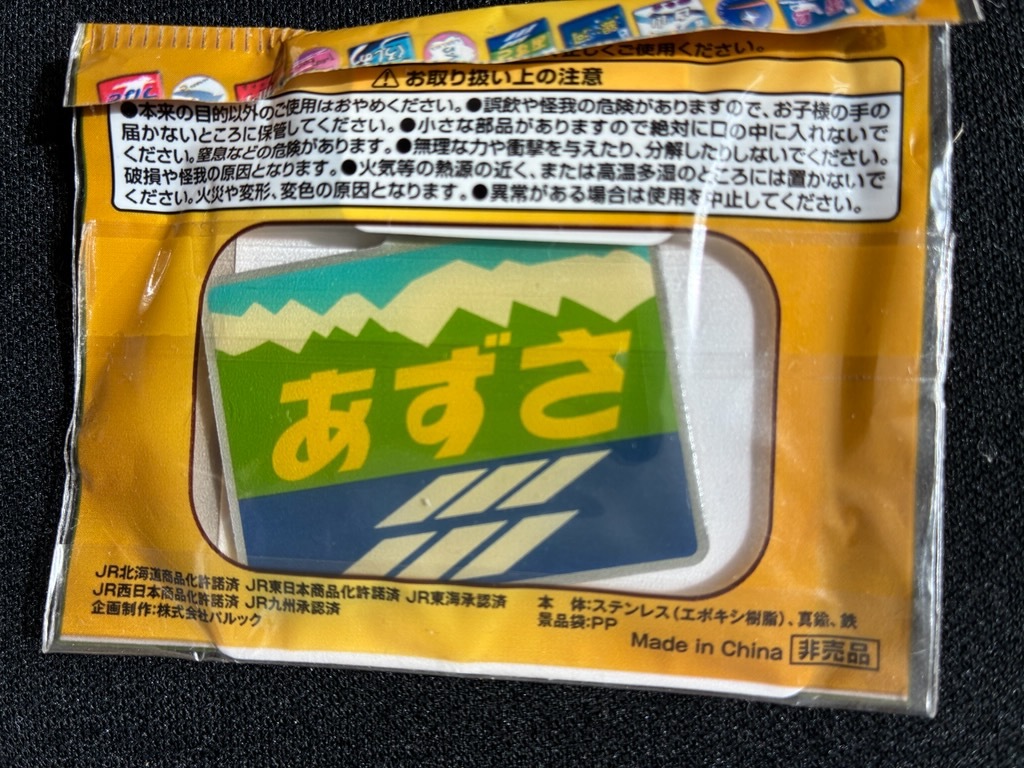 正しくご使用ください。
⚠お取り扱い上の注意
●本来の目的以外のご使用はおやめください。●誤飲や怪我の危険がありますので、お子様の手の
届かないところに保管してください。●小さな部品がありますので絶対に口の中に入れないで
ください。窒息などの危険があります。●無理な力や衝撃を与えたり、分解したりしないでください。
破損や怪我の原因となります。●火気等の熱源の近く、または高温多湿のところには置かないで
ください。火災や変形、変色の原因となります。●異常がある場合は使用を中止してください。
あずさ
JR北海道商品化許諾済 JR東日本商品化許諾済 JR東海承認済
JR西日本商品化許諾済 JR九州承認済
企画制作:株式会社バルック
本 体:ステンレス(エポキシ樹脂)、真鍮、鉄
景品袋:PP
Made in China 非売品